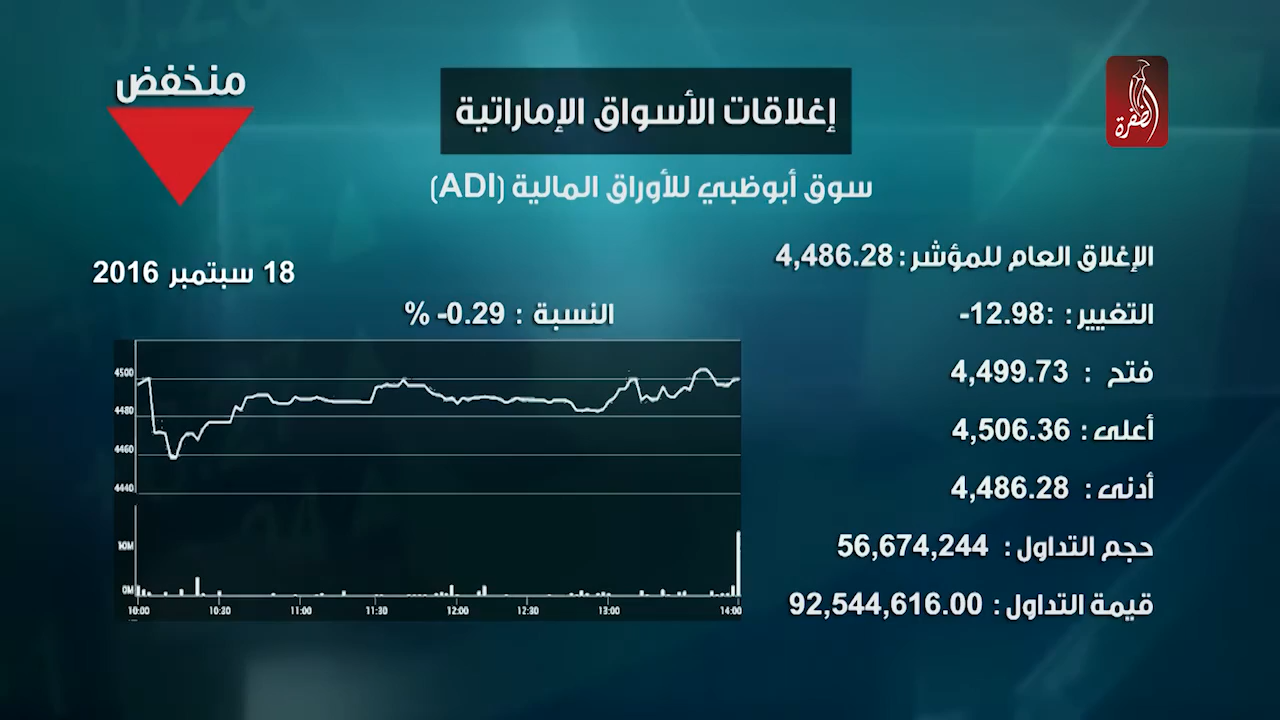 منخفض
إغلاقات الأسواق الإماراتية
الظفرة
سوق أبوظبي للأوراق المالية (ADI)
18 سبتمبر 2016
الإغلاق العام للمؤشر : 4,486.28
التغيير : :12.98-
النسبة : 0.29- %
فتح : 4,499.73
أعلى : 4,506.36
أدنى : 4,486.28
حجم التداول : 56,674,244
قيمة التداول : 92,544,616.00
4500
4480
4460
4440
10M
0M
10:00 10:30 11:00 11:30 12:00 12:30 13:00 14:00